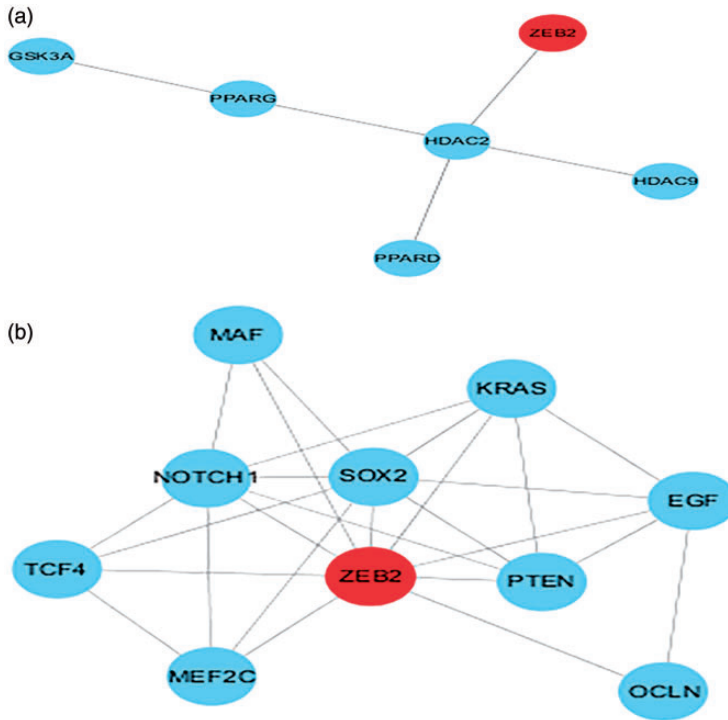 (a)
ZEB2
GSK3A
PPARG
HDAC2
HDAC9
PPARD
(b)
MAF
KRAS
NOTCH1
SOX2
EGF
TCF4
ZEB2
PTEN
MEF2C
OCLN